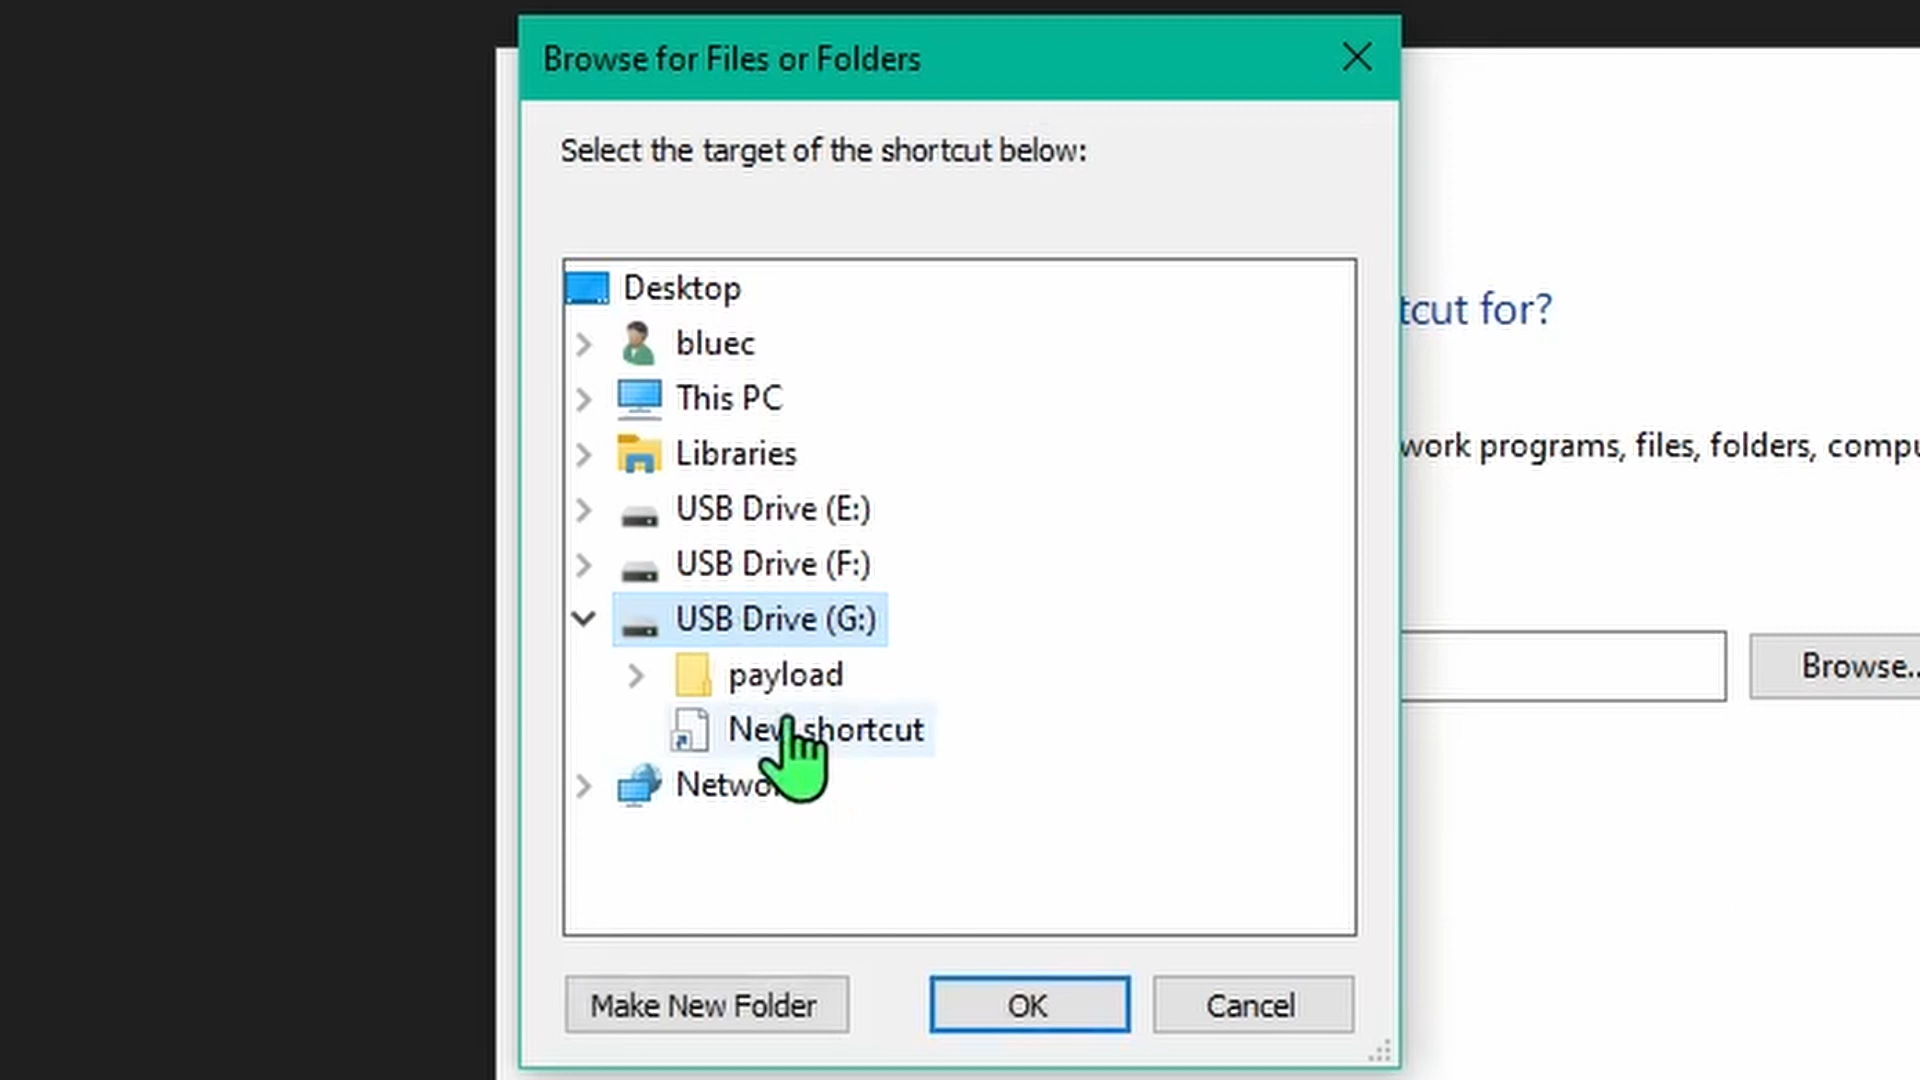 Browse for Files or Folders
Select the target of the shortcut below:
Desktop
bluec
This PC
Libraries
USB Drive (E:)
USB Drive (F:)
USB Drive (G:)
payload
New shortcut
Networ
Make New Folder
OK
Cancel
tcut for?
work programs, files, folders, compu
Browse..